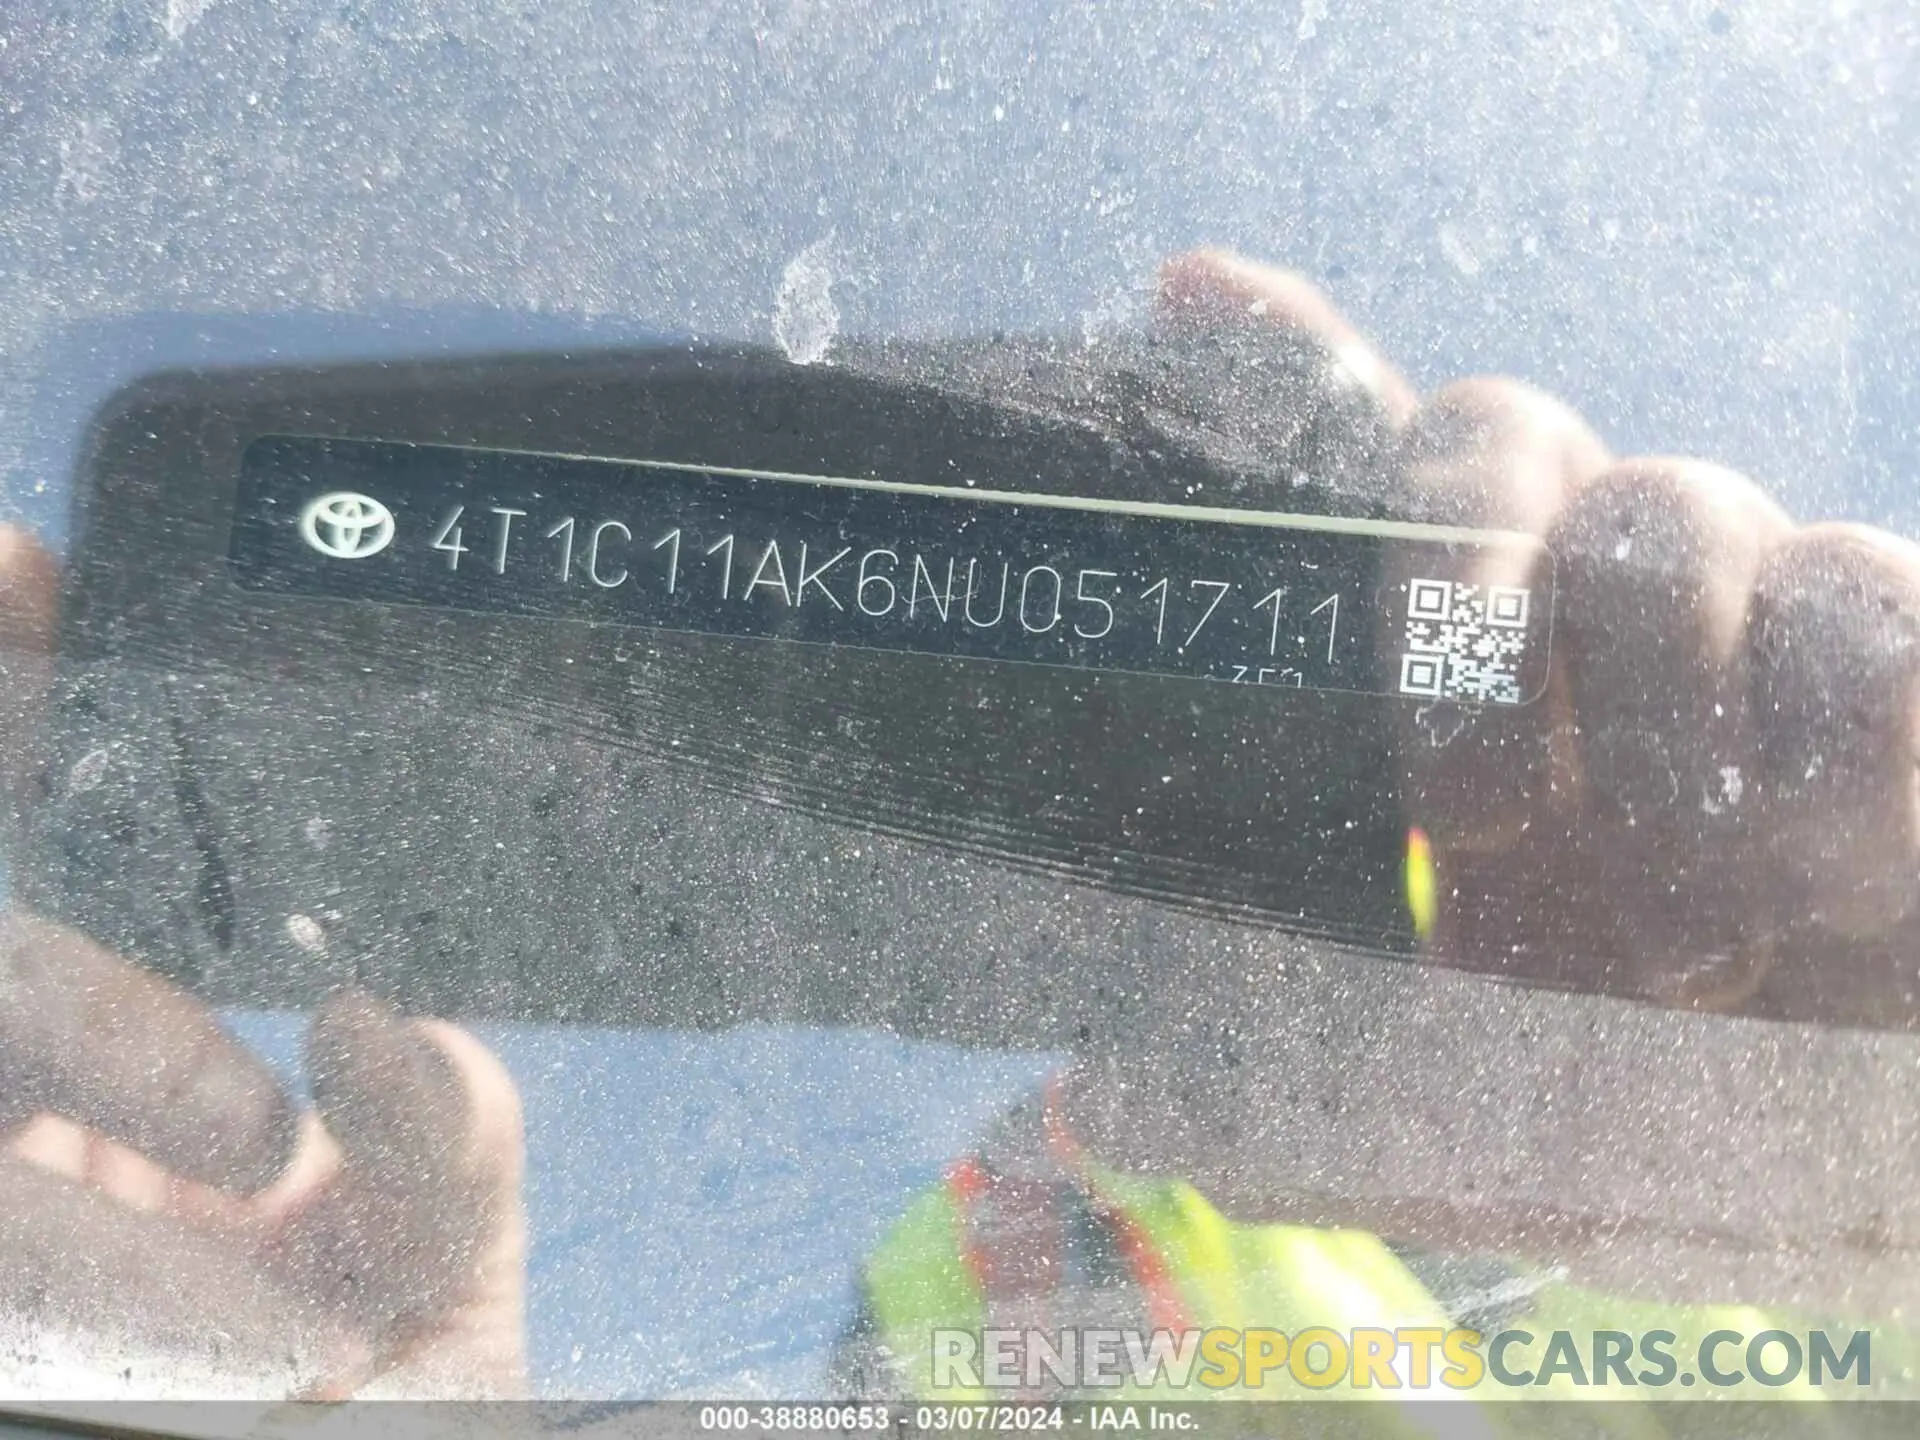 4T1C11AK6NU051711
RENEWSPORTSCARS.COM
000-38880653 - 03/07/2024 - IAA Inc.